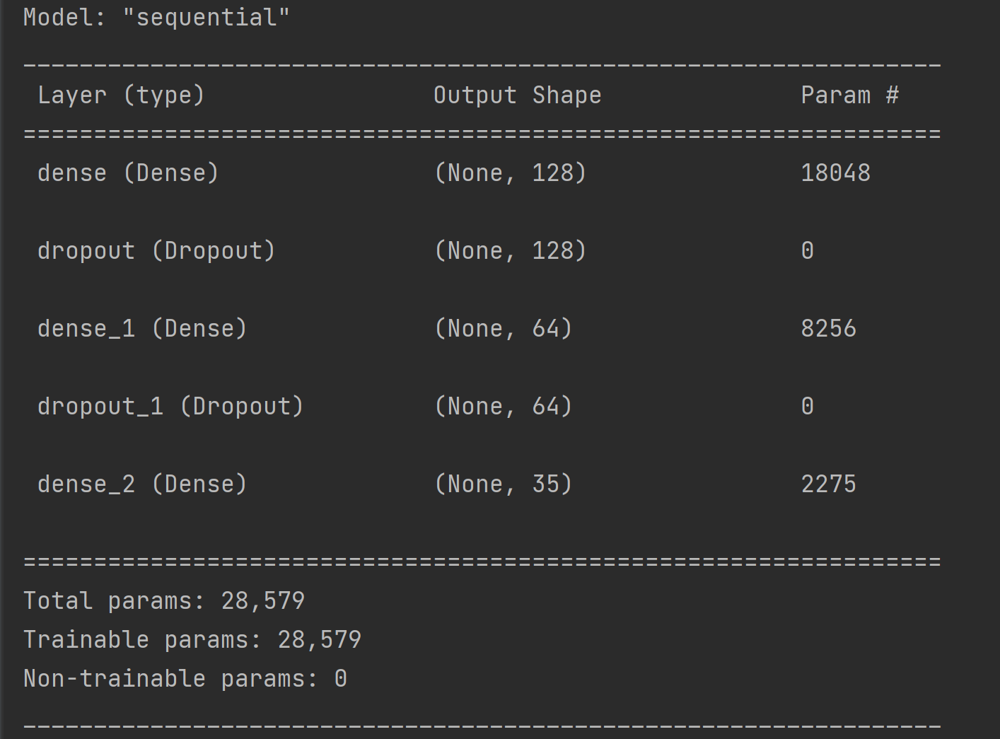 Model: "sequential"
_________________________________________________________________
 Layer (type)                Output Shape              Param #
=================================================================
 dense (Dense)               (None, 128)               18048
 dropout (Dropout)           (None, 128)               0
 dense_1 (Dense)             (None, 64)                8256
 dropout_1 (Dropout)         (None, 64)                0
 dense_2 (Dense)             (None, 35)                2275
=================================================================
Total params: 28,579
Trainable params: 28,579
Non-trainable params: 0
_________________________________________________________________